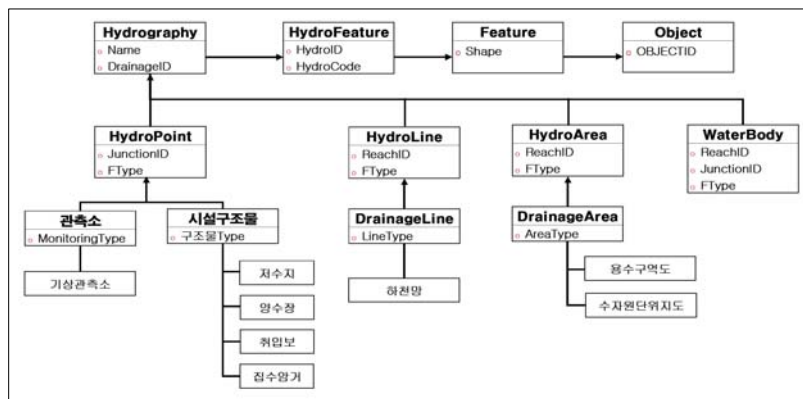 Hydrography
Name
DrainageID
HydroFeature
HydroID
HydroCode
Feature
Shape
Object
OBJECTID
HydroPoint
JunctionID
FType
HydroLine
ReachID
FType
HydroArea
ReachID
FType
WaterBody
ReachID
JunctionID
FType
관측소
MonitoringType
시설구조물
구조물Type
DrainageLine
LineType
DrainageArea
AreaType
기상관측소
저수지
양수장
취입보
집수암거
하천망
용수구역도
수자원단위지도